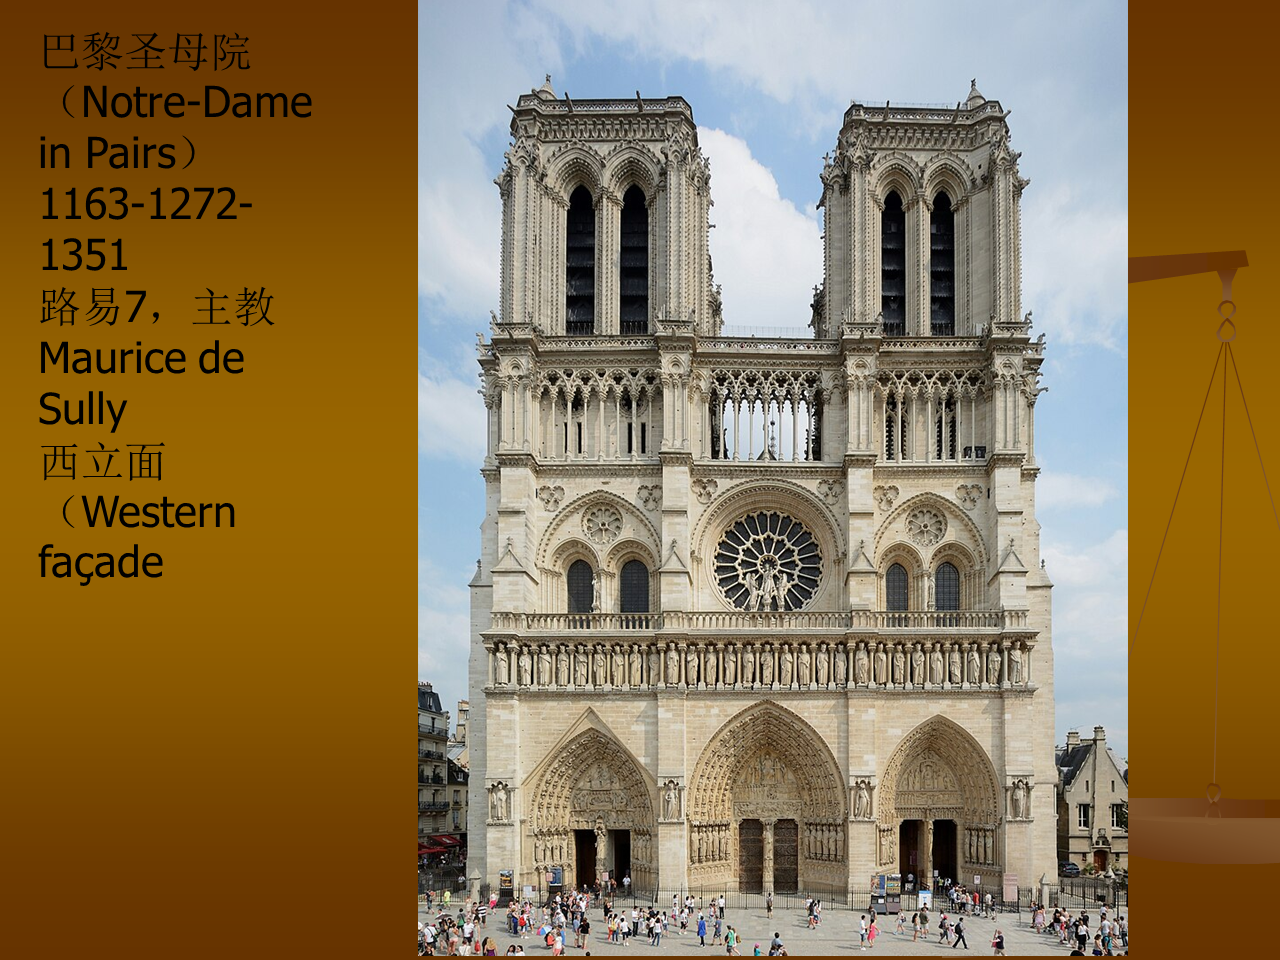 巴黎圣母院
（Notre-Dame
in Pairs）
1163-1272-
1351
路易7，主教
Maurice de
Sully
西立面
（Western
façade